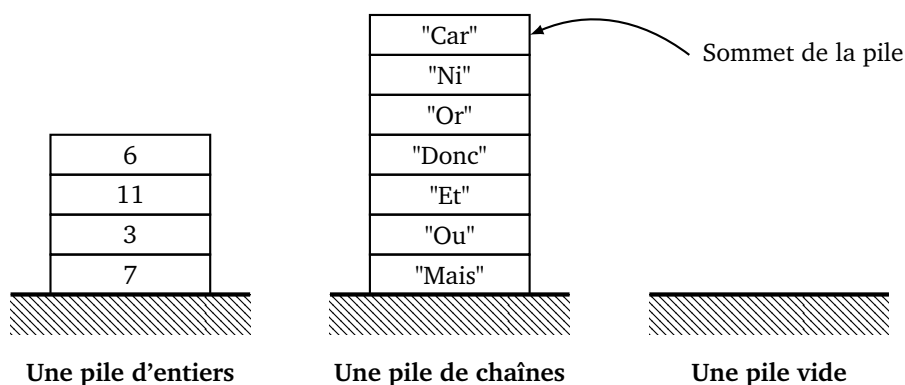 "Car"
Sommet de la pile
"Ni"
"Or"
6
"Donc"
11
"Et"
3
"Ou"
7
"Mais"
Une pile d'entiers
Une pile de chaînes
Une pile vide